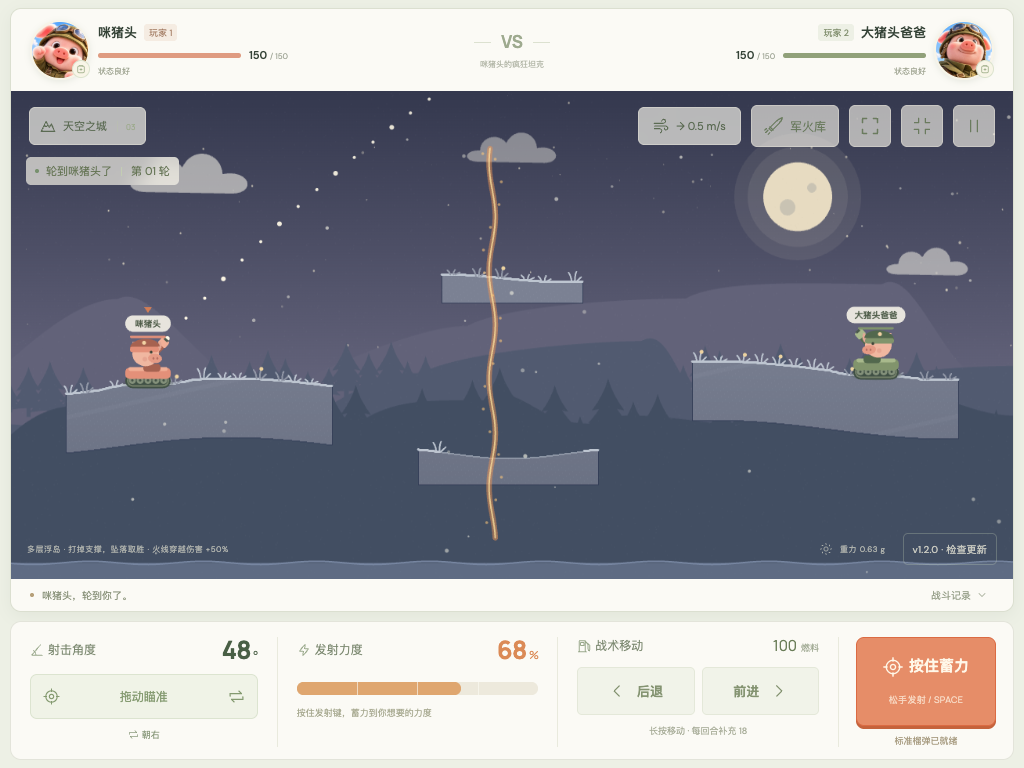 咪猪头 玩家 1
150 / 150
状态良好
VS
咪猪头的疯狂坦克
玩家 2 大猪头爸爸
150 / 150
状态良好
天空之城 03
→ 0.5 m/s
军火库
轮到咪猪头了 第 01 轮
咪猪头
大猪头爸爸
多层浮岛 · 打掉支撑，坠落取胜 · 火线穿越伤害 +50%
重力 0.63 g
v1.2.0 · 检查更新
咪猪头，轮到你了。
战斗记录
射击角度 48°
拖动瞄准
朝右
发射力度 68%
按住发射键，蓄力到你想要的力度
战术移动 100 燃料
后退
前进
长按移动 · 每回合补充 18
按住蓄力
松手发射 / SPACE
标准榴弹已就绪